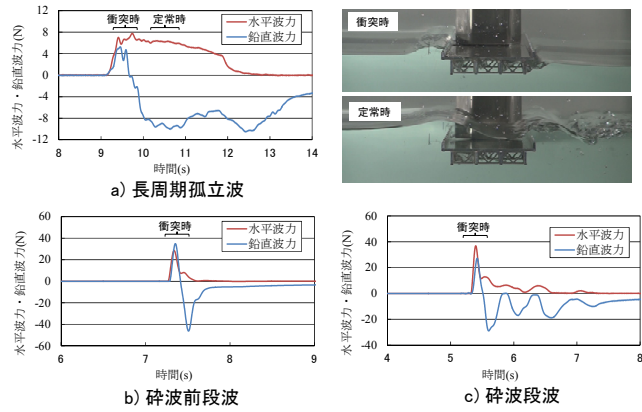 12
8
4
0
-4
-8
-12
8
9
10
11
12
13
14
水平波力・鉛直波力(N)
時間(s)
衝突時
定常時
水平波力
鉛直波力
a) 長周期孤立波
衝突時
定常時
60
40
20
0
-20
-40
-60
6
7
8
9
水平波力・鉛直波力(N)
時間(s)
衝突時
水平波力
鉛直波力
b) 砕波前段波
60
40
20
0
-20
-40
4
5
6
7
8
水平波力・鉛直波力(N)
時間(s)
衝突時
水平波力
鉛直波力
c) 砕波段波